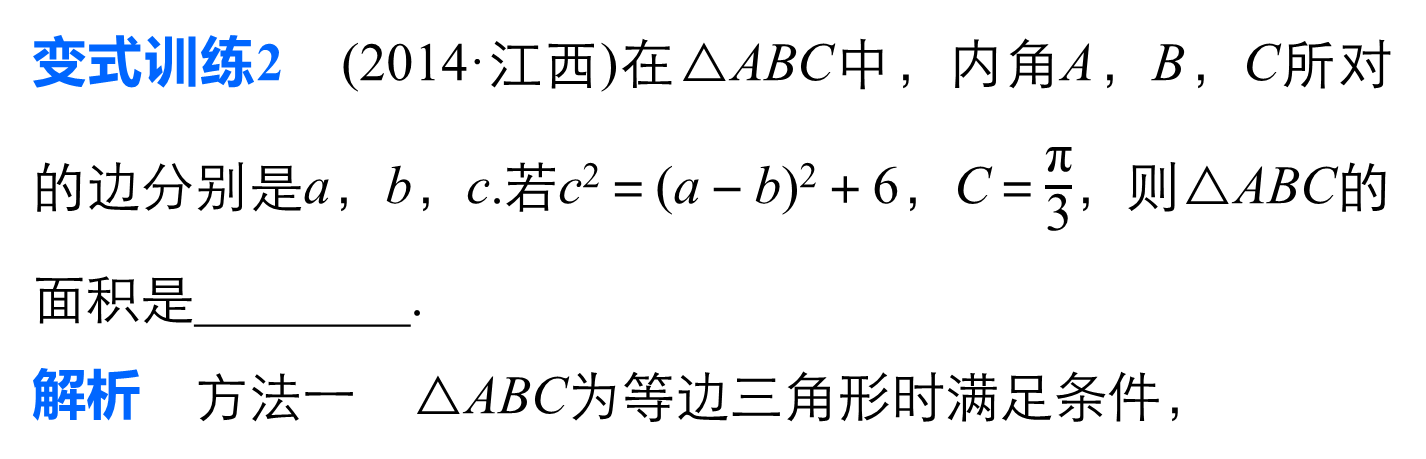 变式训练2 (2014·江西)在△ABC中，内角A，B，C所对
的边分别是a，b，c.若c²＝(a－b)²＋6，C＝π/3，则△ABC的
面积是________.
解析 方法一 △ABC为等边三角形时满足条件，